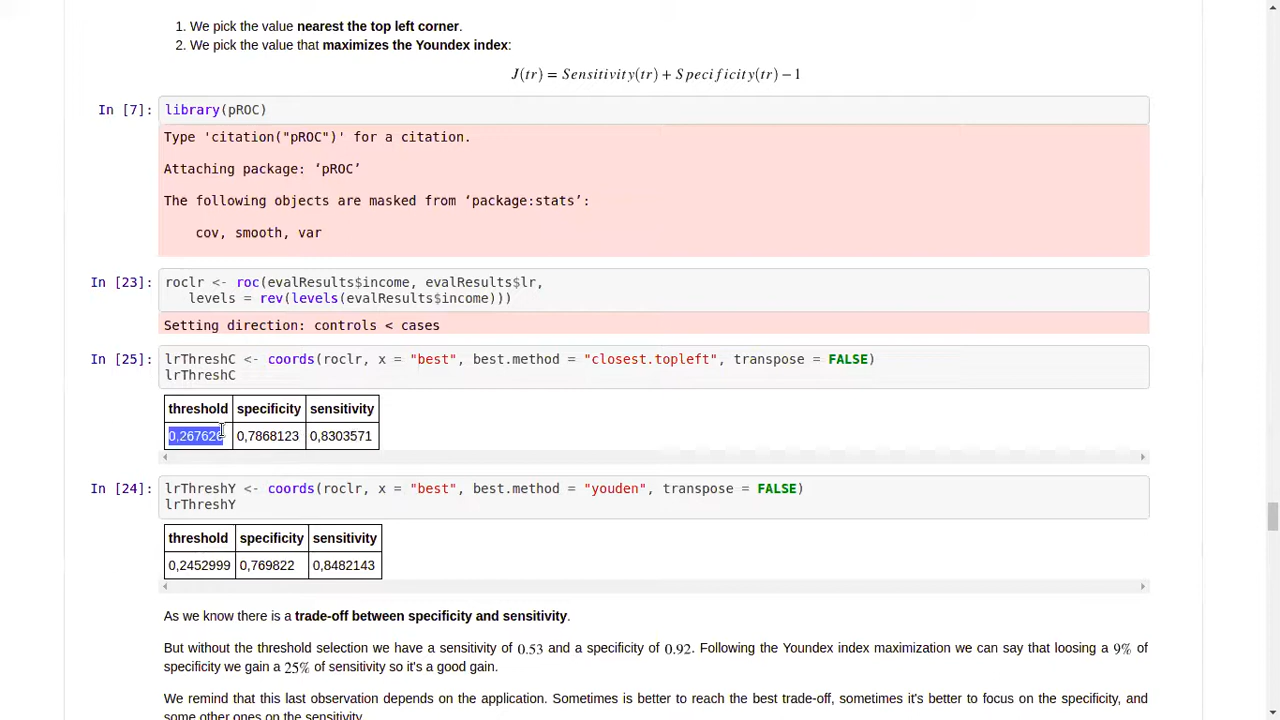 1. We pick the value nearest the top left corner.
2. We pick the value that maximizes the Youndex index:
J(tr) = Sensitivity(tr) + Specificity(tr) − 1
In [7]: library(pROC)
Type 'citation("pROC")' for a citation.
Attaching package: ‘pROC’
The following objects are masked from ‘package:stats’:
cov, smooth, var
In [23]: roclr <- roc(evalResults$income, evalResults$lr,
levels = rev(levels(evalResults$income)))
Setting direction: controls < cases
In [25]: lrThreshC <- coords(roclr, x = "best", best.method = "closest.topleft", transpose = FALSE)
lrThreshC
threshold specificity sensitivity
0,267626 0,7868123 0,8303571
In [24]: lrThreshY <- coords(roclr, x = "best", best.method = "youden", transpose = FALSE)
lrThreshY
threshold specificity sensitivity
0,2452999 0,769822 0,8482143
As we know there is a trade-off between specificity and sensitivity.
But without the threshold selection we have a sensitivity of 0.53 and a specificity of 0.92. Following the Youndex index maximization we can say that loosing a 9% of
specificity we gain a 25% of sensitivity so it's a good gain.
We remind that this last observation depends on the application. Sometimes is better to reach the best trade-off, sometimes it's better to focus on the specificity, and
some other ones on the sensitivity.